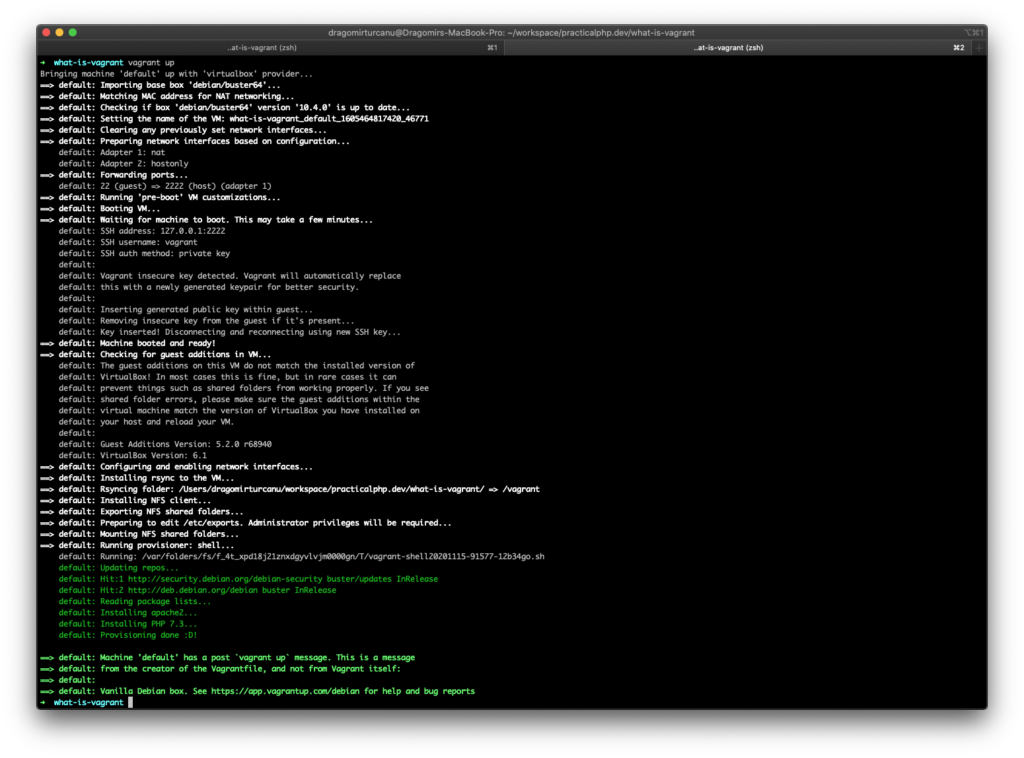 dragomirturcanu@Dragomirs-MacBook-Pro: ~/workspace/practicalphp.dev/what-is-vagrant ⌥⌘1
..at-is-vagrant (zsh) ⌘1 ..at-is-vagrant (zsh) ⌘2 +
➜ what-is-vagrant vagrant up
Bringing machine 'default' up with 'virtualbox' provider...
==> default: Importing base box 'debian/buster64'...
==> default: Matching MAC address for NAT networking...
==> default: Checking if box 'debian/buster64' version '10.4.0' is up to date...
==> default: Setting the name of the VM: what-is-vagrant_default_1605464817420_46771
==> default: Clearing any previously set network interfaces...
==> default: Preparing network interfaces based on configuration...
    default: Adapter 1: nat
    default: Adapter 2: hostonly
==> default: Forwarding ports...
    default: 22 (guest) => 2222 (host) (adapter 1)
==> default: Running 'pre-boot' VM customizations...
==> default: Booting VM...
==> default: Waiting for machine to boot. This may take a few minutes...
    default: SSH address: 127.0.0.1:2222
    default: SSH username: vagrant
    default: SSH auth method: private key
    default:
    default: Vagrant insecure key detected. Vagrant will automatically replace
    default: this with a newly generated keypair for better security.
    default:
    default: Inserting generated public key within guest...
    default: Removing insecure key from the guest if it's present...
    default: Key inserted! Disconnecting and reconnecting using new SSH key...
==> default: Machine booted and ready!
==> default: Checking for guest additions in VM...
    default: The guest additions on this VM do not match the installed version of
    default: VirtualBox! In most cases this is fine, but in rare cases it can
    default: prevent things such as shared folders from working properly. If you see
    default: shared folder errors, please make sure the guest additions within the
    default: virtual machine match the version of VirtualBox you have installed on
    default: your host and reload your VM.
    default:
    default: Guest Additions Version: 5.2.0 r68940
    default: VirtualBox Version: 6.1
==> default: Configuring and enabling network interfaces...
==> default: Installing rsync to the VM...
==> default: Rsyncing folder: /Users/dragomirturcanu/workspace/practicalphp.dev/what-is-vagrant/ => /vagrant
==> default: Installing NFS client...
==> default: Exporting NFS shared folders...
==> default: Preparing to edit /etc/exports. Administrator privileges will be required...
==> default: Mounting NFS shared folders...
==> default: Running provisioner: shell...
    default: Running: /var/folders/fs/f_4t_xpd18j21znxdgyvlvjm0000gn/T/vagrant-shell20201115-91577-12b34go.sh
    default: Updating repos...
    default: Hit:1 http://security.debian.org/debian-security buster/updates InRelease
    default: Hit:2 http://deb.debian.org/debian buster InRelease
    default: Reading package lists...
    default: Installing apache2...
    default: Installing PHP 7.3...
    default: Provisioning done :D!
==> default: Machine 'default' has a post `vagrant up` message. This is a message
==> default: from the creator of the Vagrantfile, and not from Vagrant itself:
==> default:
==> default: Vanilla Debian box. See https://app.vagrantup.com/debian for help and bug reports
➜ what-is-vagrant